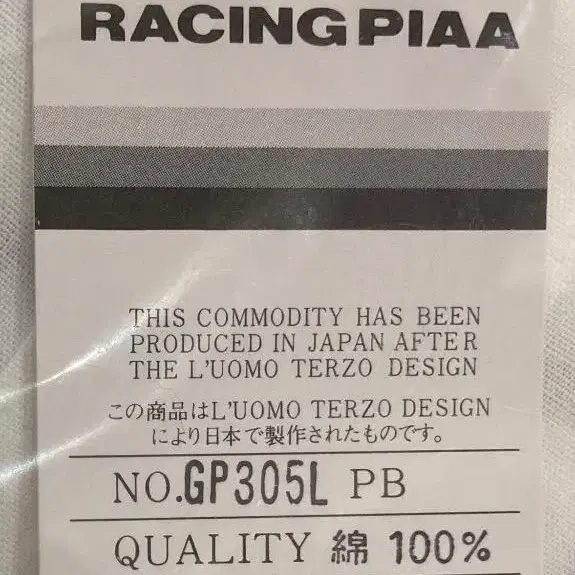 RACING PIAA
THIS COMMODITY HAS BEEN
PRODUCED IN JAPAN AFTER
THE L'UOMO TERZO DESIGN
この商品はL'UOMO TERZO DESIGN
により日本で製作されたものです。
NO.GP305L PB
QUALITY 綿 100%